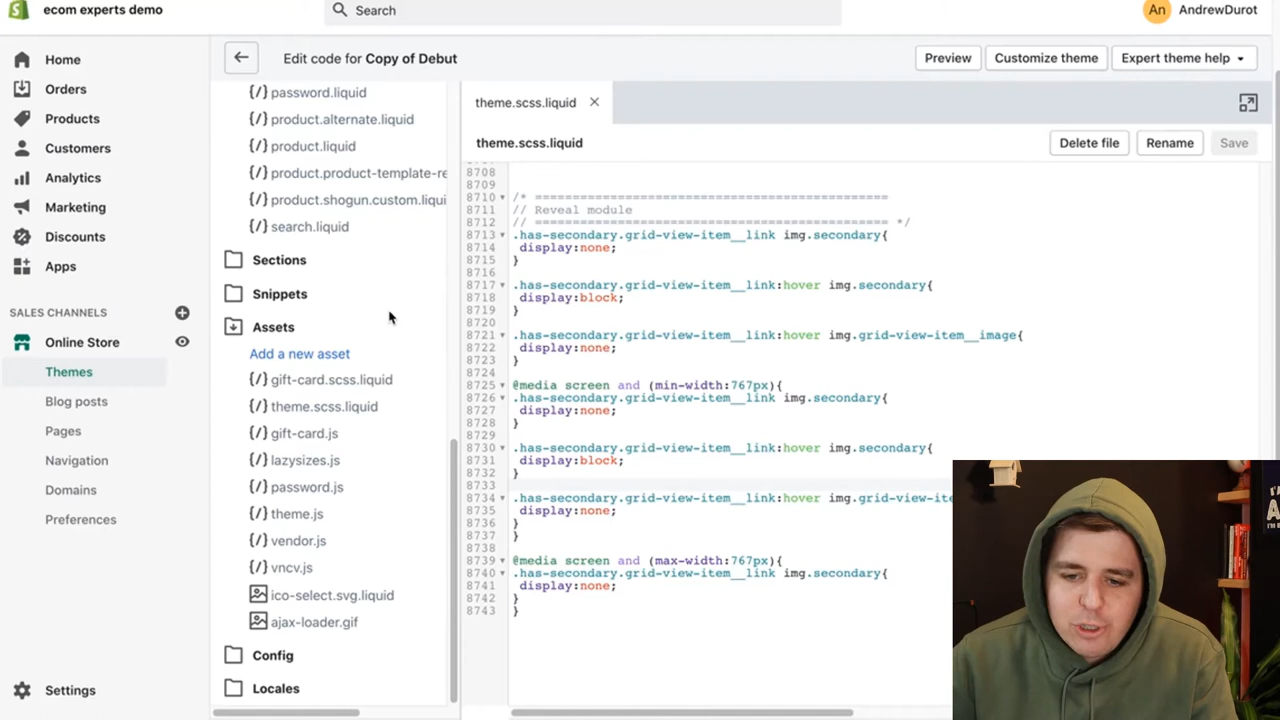 ecom experts demo
Search
An
AndrewDurot
Home
Orders
Products
Customers
Analytics
Marketing
Discounts
Apps
SALES CHANNELS
Online Store
Themes
Blog posts
Pages
Navigation
Domains
Preferences
Settings
Edit code for Copy of Debut
Preview
Customize theme
Expert theme help
{/} password.liquid
{/} product.alternate.liquid
{/} product.liquid
{/} product.product-template-re
{/} product.shogun.custom.liqui
{/} search.liquid
Sections
Snippets
Assets
Add a new asset
{/} gift-card.scss.liquid
{/} theme.scss.liquid
{/} gift-card.js
{/} lazysizes.js
{/} password.js
{/} theme.js
{/} vendor.js
{/} vncv.js
ico-select.svg.liquid
ajax-loader.gif
Config
Locales
theme.scss.liquid ×
theme.scss.liquid
Delete file
Rename
Save
8708
8709
8710 /* ===============================================
8711 // Reveal module
8712 // =============================================== */
8713 .has-secondary.grid-view-item__link img.secondary{
8714 display:none;
8715 }
8716
8717 .has-secondary.grid-view-item__link:hover img.secondary{
8718 display:block;
8719 }
8720
8721 .has-secondary.grid-view-item__link:hover img.grid-view-item__image{
8722 display:none;
8723 }
8724
8725 @media screen and (min-width:767px){
8726 .has-secondary.grid-view-item__link img.secondary{
8727 display:none;
8728 }
8729
8730 .has-secondary.grid-view-item__link:hover img.secondary{
8731 display:block;
8732 }
8733
8734 .has-secondary.grid-view-item__link:hover img.grid-view-ite
8735 display:none;
8736 }
8737 }
8738
8739 @media screen and (max-width:767px){
8740 .has-secondary.grid-view-item__link img.secondary{
8741 display:none;
8742 }
8743 }